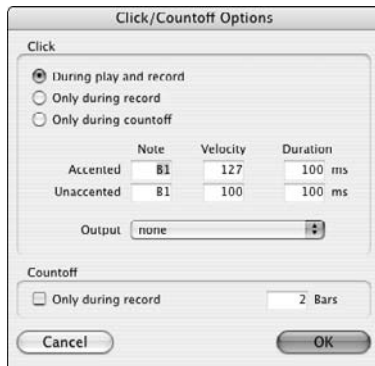 Click/Countoff Options
Click
During play and record
Only during record
Only during countoff
Note Velocity Duration
Accented B1 127 100 ms
Unaccented B1 100 100 ms
Output none
Countoff
Only during record 2 Bars
Cancel OK